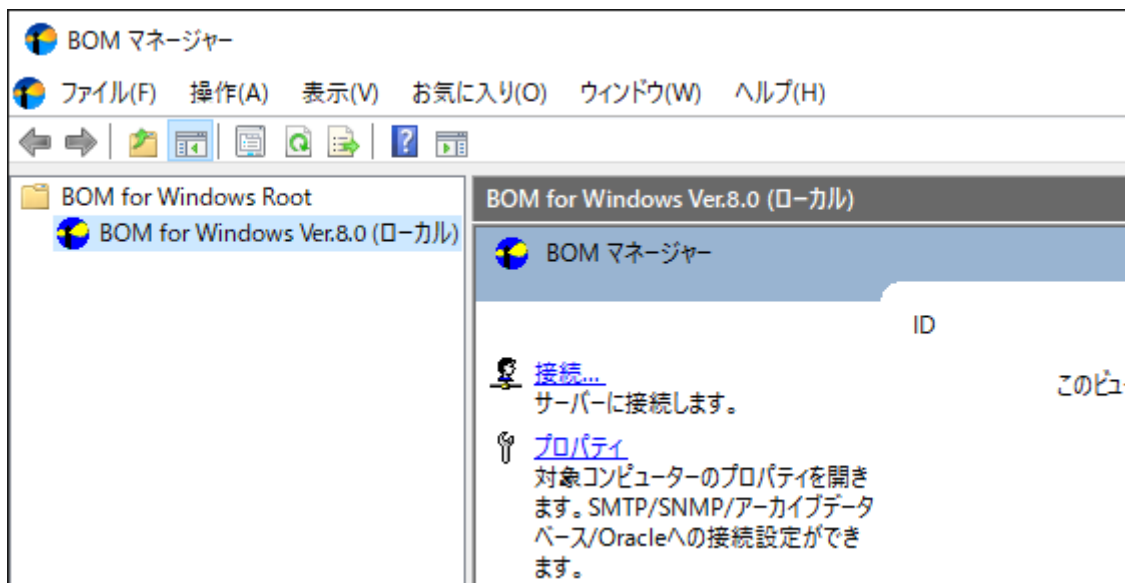 BOM マネージャー
ファイル(F) 操作(A) 表示(V) お気に入り(O) ウィンドウ(W) ヘルプ(H)
BOM for Windows Root
BOM for Windows Ver.8.0 (ローカル)
BOM for Windows Ver.8.0 (ローカル)
BOM マネージャー
ID
接続...
サーバーに接続します。
このビュー
プロパティ
対象コンピューターのプロパティを開き
ます。SMTP/SNMP/アーカイブデータ
ベース/Oracleへの接続設定ができ
ます。